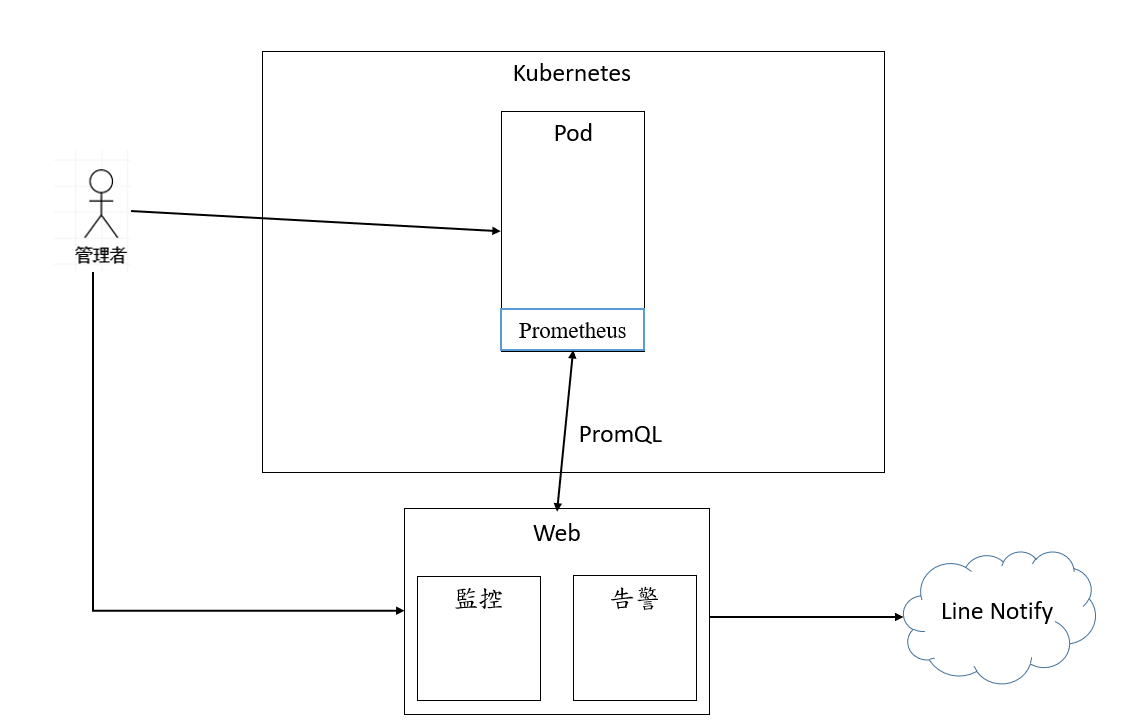 Kubernetes
Pod
管理者
Prometheus
PromQL
Web
監控
告警
Line Notify